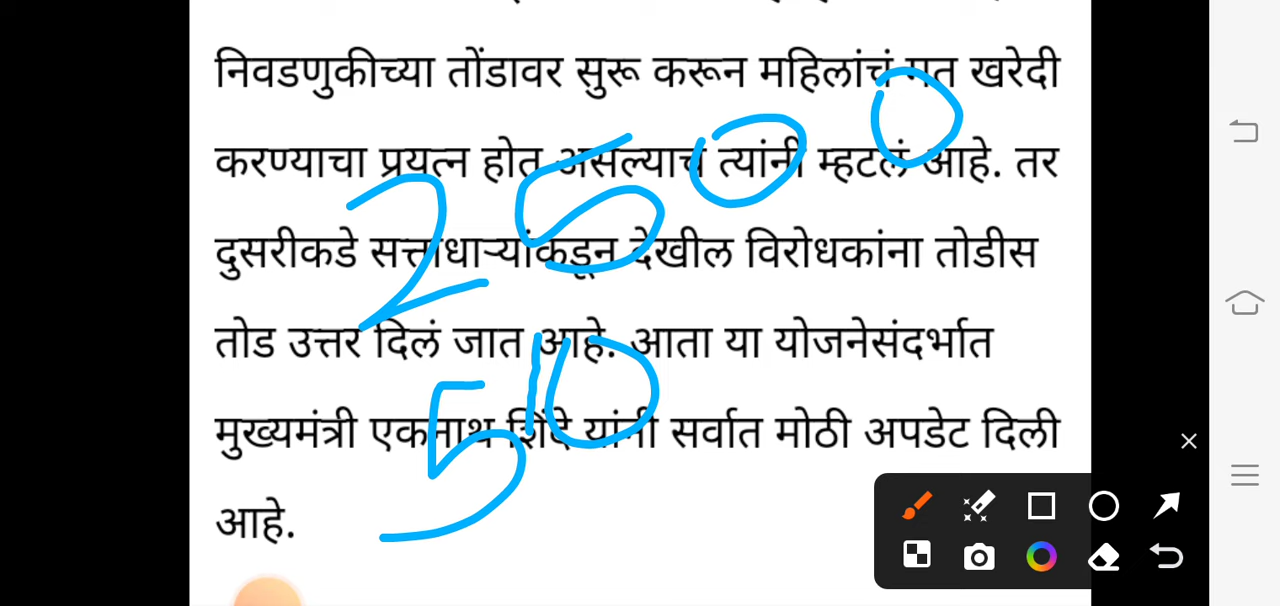 निवडणुकीच्या तोंडावर सुरू करून महिलांचं मत खरेदी
करण्याचा प्रयत्न होत असल्याचं त्यांनी म्हटलं आहे. तर
दुसरीकडे सत्ताधाऱ्यांकडून देखील विरोधकांना तोडीस
तोड उत्तर दिलं जात आहे. आता या योजनेसंदर्भात
मुख्यमंत्री एकनाथ शिंदे यांनी सर्वात मोठी अपडेट दिली
आहे.
2500
510